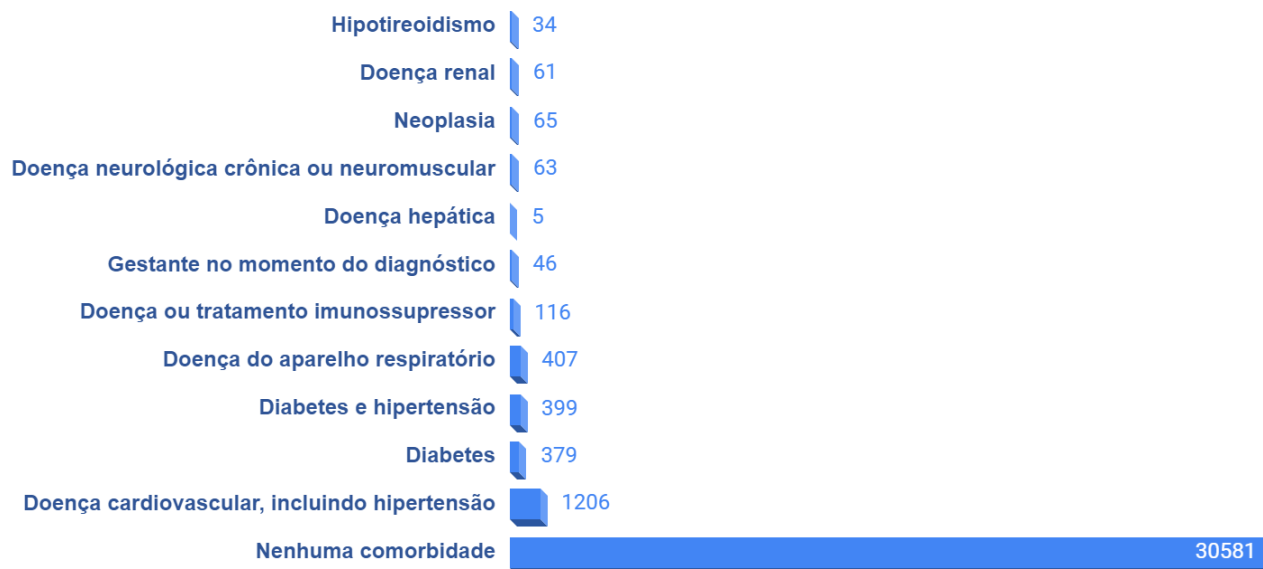 Hipotireoidismo 34
Doença renal 61
Neoplasia 65
Doença neurológica crônica ou neuromuscular 63
Doença hepática 5
Gestante no momento do diagnóstico 46
Doença ou tratamento imunossupressor 116
Doença do aparelho respiratório 407
Diabetes e hipertensão 399
Diabetes 379
Doença cardiovascular, incluindo hipertensão 1206
Nenhuma comorbidade 30581